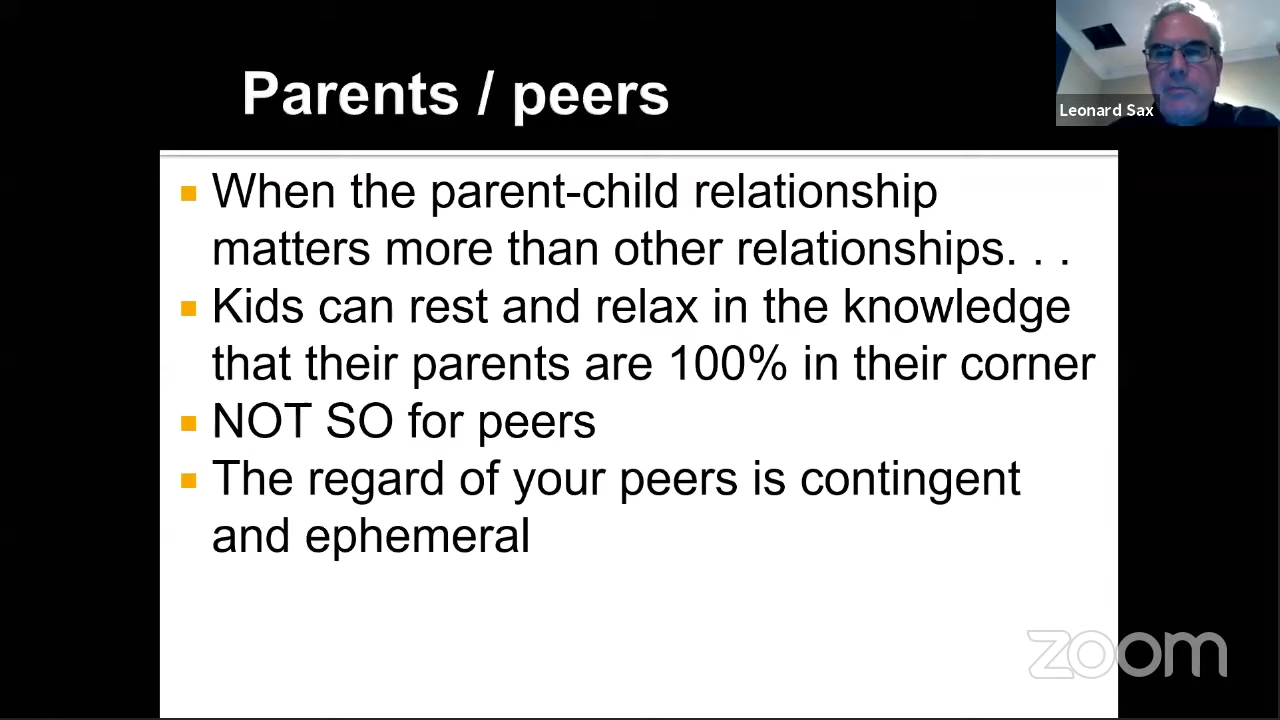 Parents / peers
Leonard Sax
When the parent-child relationship
matters more than other relationships. . .
Kids can rest and relax in the knowledge
that their parents are 100% in their corner
NOT SO for peers
The regard of your peers is contingent
and ephemeral
zoom